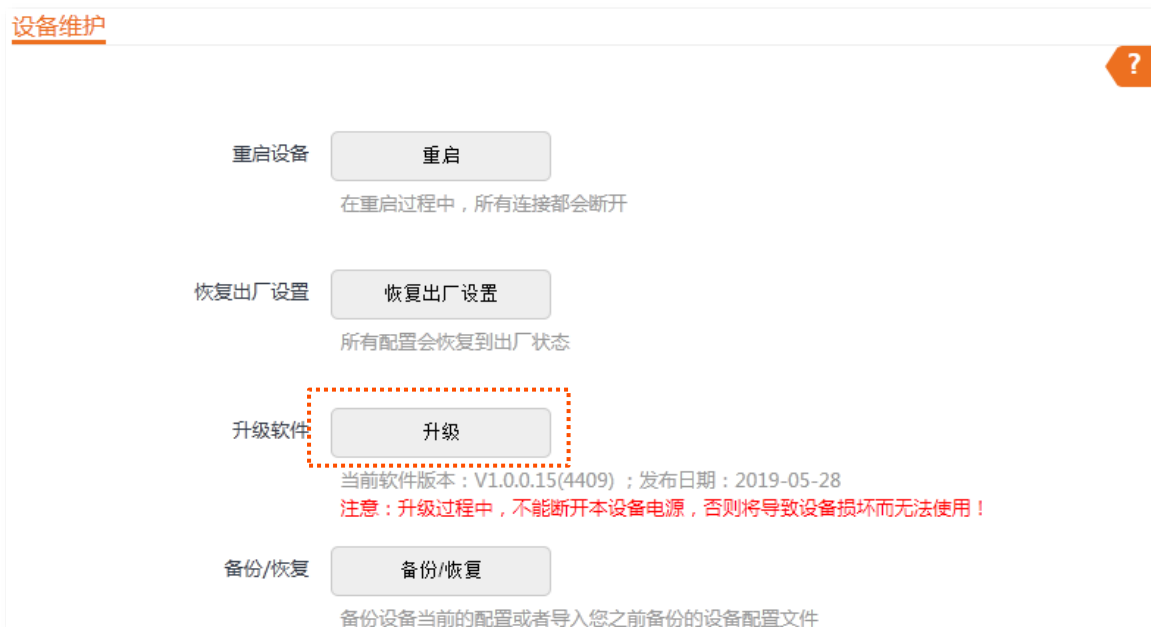 设备维护
?
重启设备
重启
在重启过程中，所有连接都会断开
恢复出厂设置
恢复出厂设置
所有配置会恢复到出厂状态
升级软件
升级
当前软件版本：V1.0.0.15(4409) ；发布日期：2019-05-28
注意：升级过程中，不能断开本设备电源，否则将导致设备损坏而无法使用！
备份/恢复
备份/恢复
备份设备当前的配置或者导入您之前备份的设备配置文件